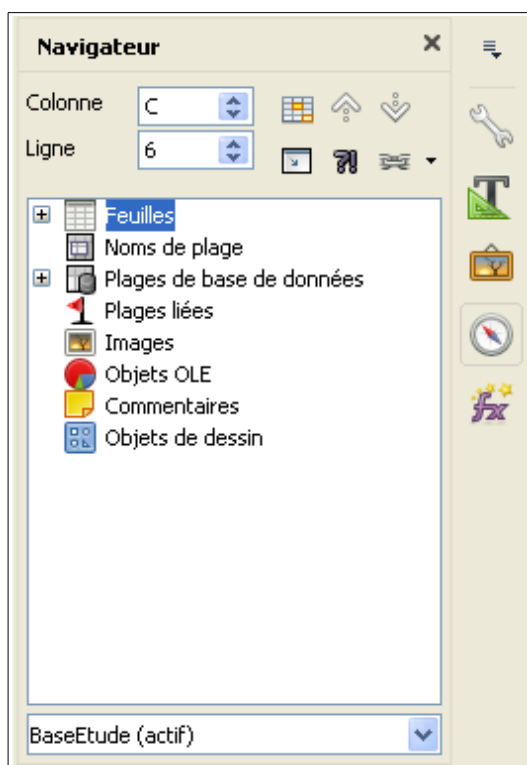 Navigateur
Colonne C
Ligne 6
Feuilles
Noms de plage
Plages de base de données
Plages liées
Images
Objets OLE
Commentaires
Objets de dessin
BaseEtude (actif)